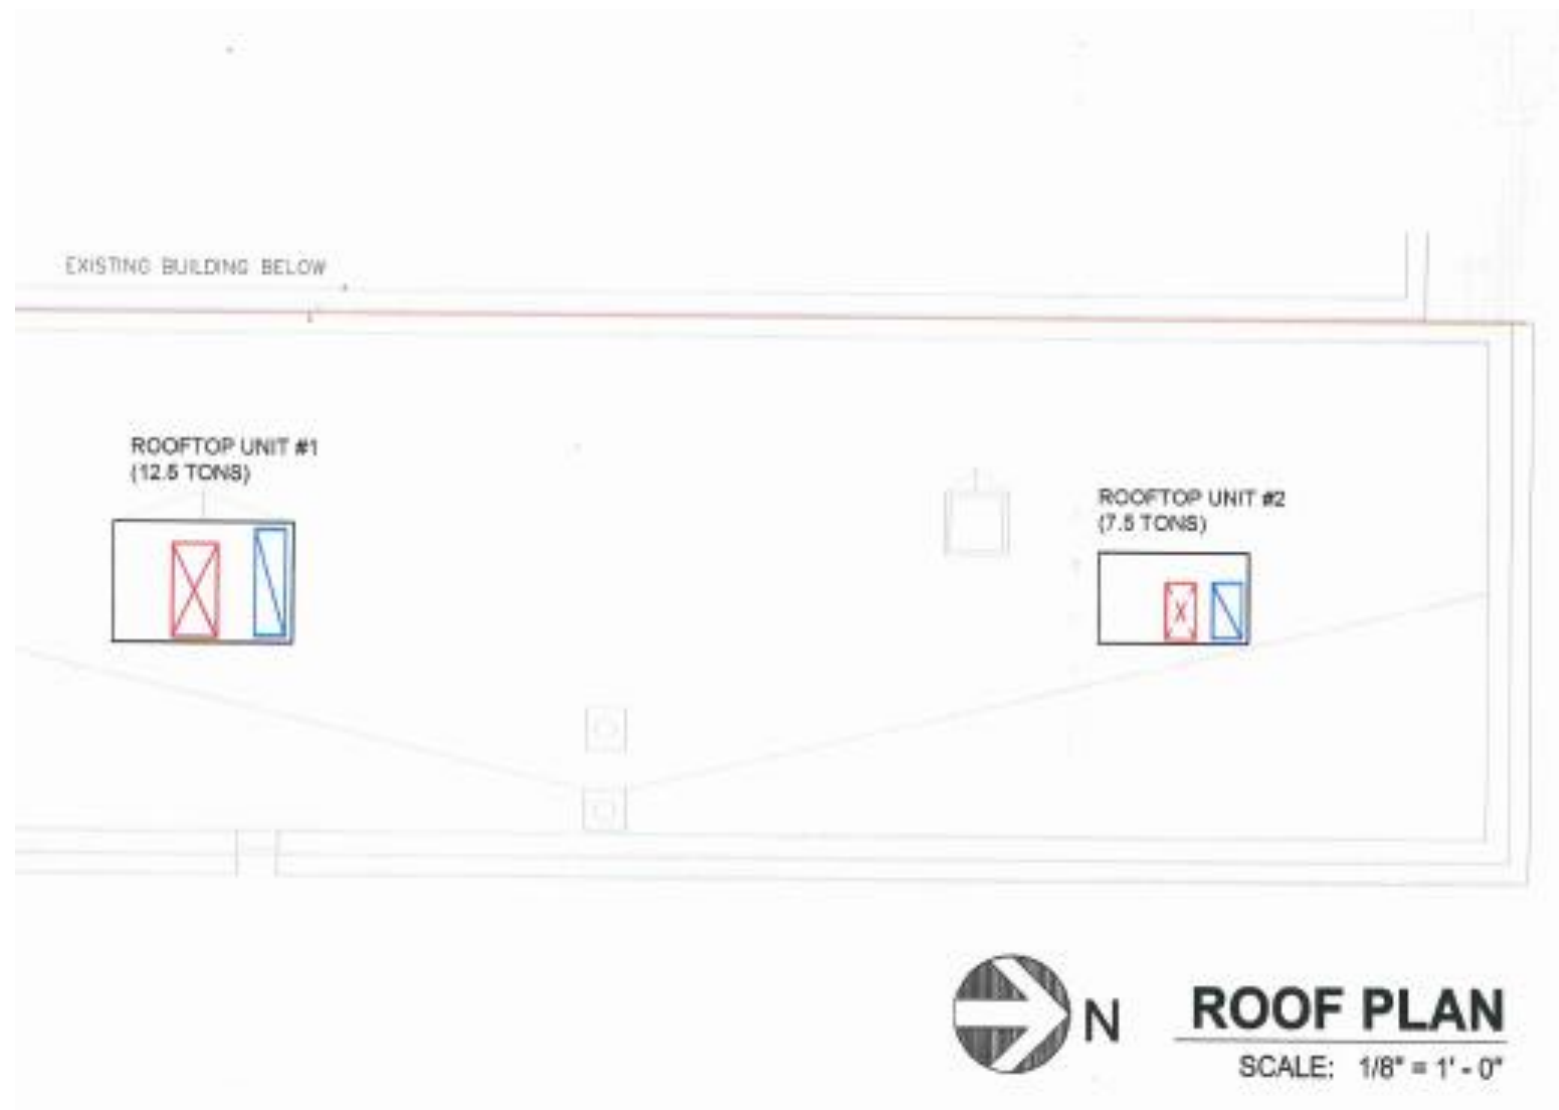 EXISTING BUILDING BELOW
ROOFTOP UNIT #1
(12.5 TONS)
ROOFTOP UNIT #2
(7.5 TONS)
N
ROOF PLAN
SCALE: 1/8" = 1' - 0"